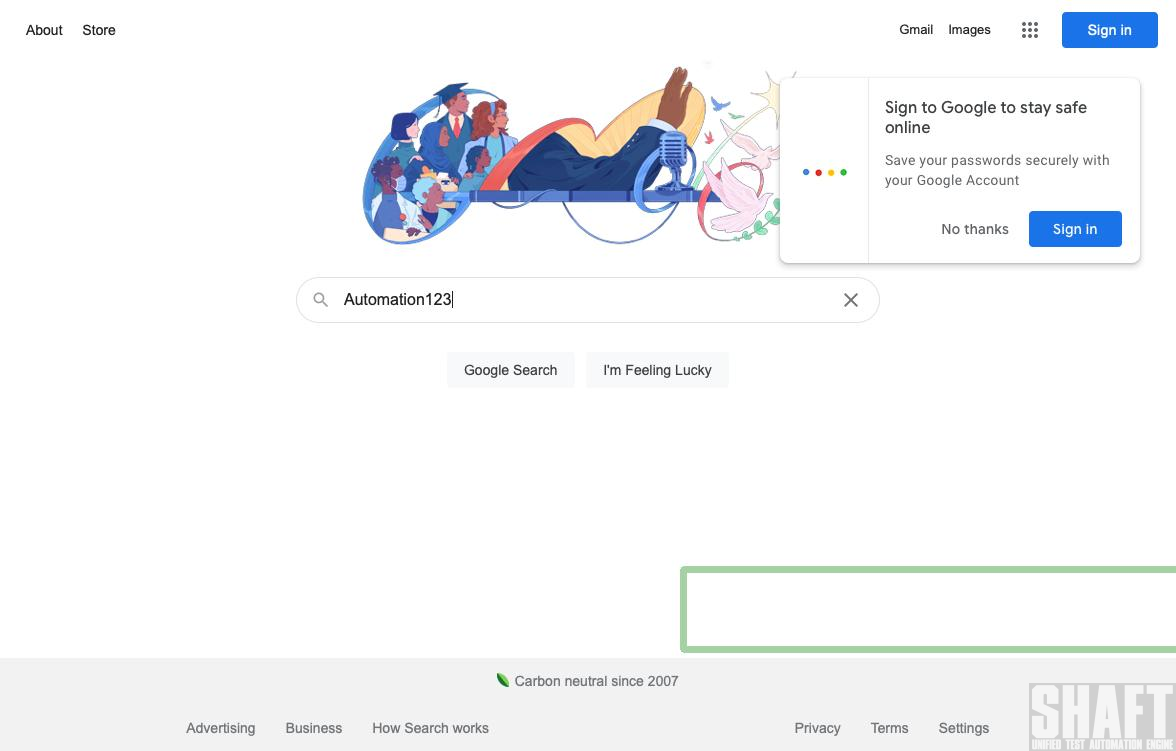 About Store
Gmail Images
Sign in
Sign to Google to stay safe
online
Save your passwords securely with
your Google Account
No thanks
Sign in
Automation123
Google Search
I'm Feeling Lucky
Carbon neutral since 2007
Advertising Business How Search works
Privacy Terms Settings
SHAFT
UNIFIED TEST AUTOMATION ENGINE